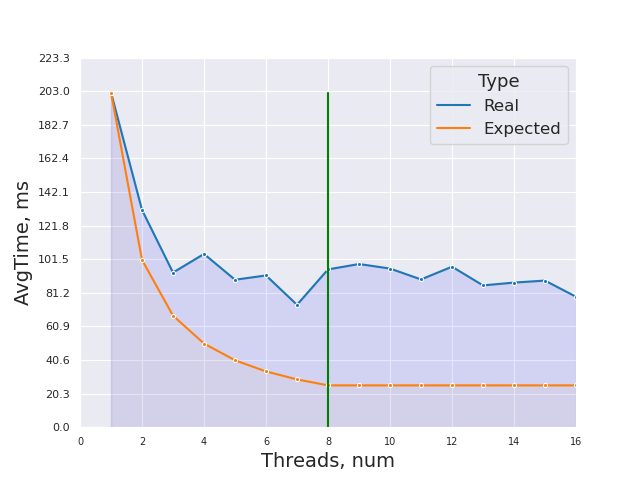 223.3
203.0
182.7
162.4
142.1
121.8
101.5
81.2
60.9
40.6
20.3
0.0
AvgTime, ms
Type
Real
Expected
0 2 4 6 8 10 12 14 16
Threads, num